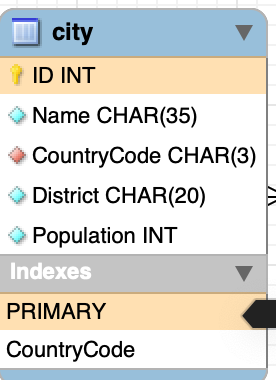 city
ID INT
Name CHAR(35)
CountryCode CHAR(3)
District CHAR(20)
Population INT
Indexes
PRIMARY
CountryCode